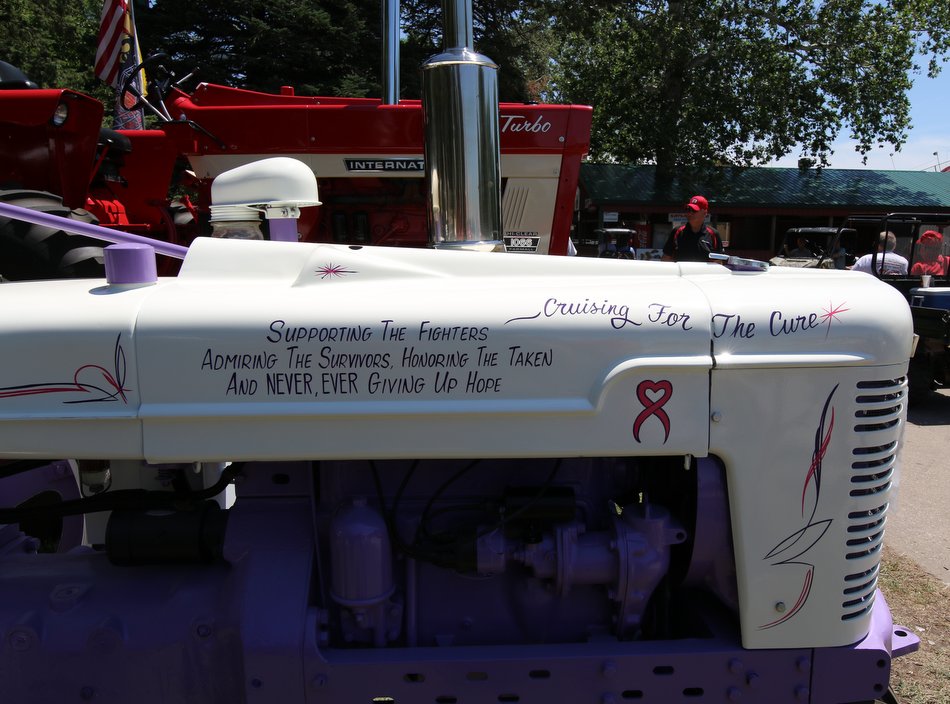 Turbo
INTERNAT
1066
Cruising For The Cure
Supporting The Fighters
Admiring The Survivors, Honoring The Taken
And NEVER, EVER Giving Up Hope